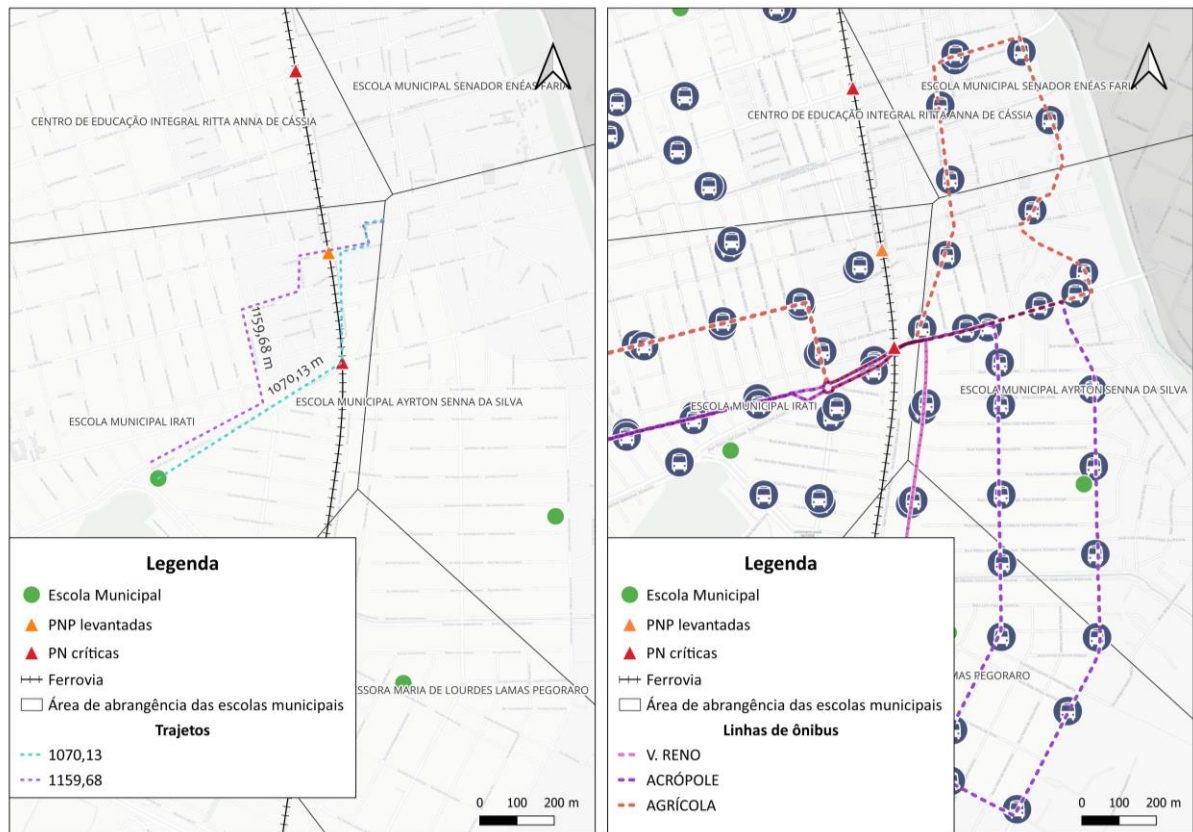 ESCOLA MUNICIPAL SENADOR ENÉAS FARIA
CENTRO DE EDUCAÇÃO INTEGRAL RITTA ANNA DE CÁSSIA
1159,68 m
1070,13 m
ESCOLA MUNICIPAL AYRTON SENNA DA SILVA
ESCOLA MUNICIPAL IRATI
SSORA MARIA DE LOURDES LAMAS PEGORARO
Legenda
Escola Municipal
PNP levantadas
PN críticas
Ferrovia
Área de abrangência das escolas municipais
Trajetos
1070,13
1159,68
0 100 200 m
ESCOLA MUNICIPAL SENADOR ENÉAS FARIA
CENTRO DE EDUCAÇÃO INTEGRAL RITTA ANNA DE CÁSSIA
ESCOLA MUNICIPAL AYRTON SENNA DA SILVA
ESCOLA MUNICIPAL IRATI
MAS PEGORARO
Legenda
Escola Municipal
PNP levantadas
PN críticas
Ferrovia
Área de abrangência das escolas municipais
Linhas de ônibus
V. RENO
ACRÓPOLE
AGRÍCOLA
0 100 200 m